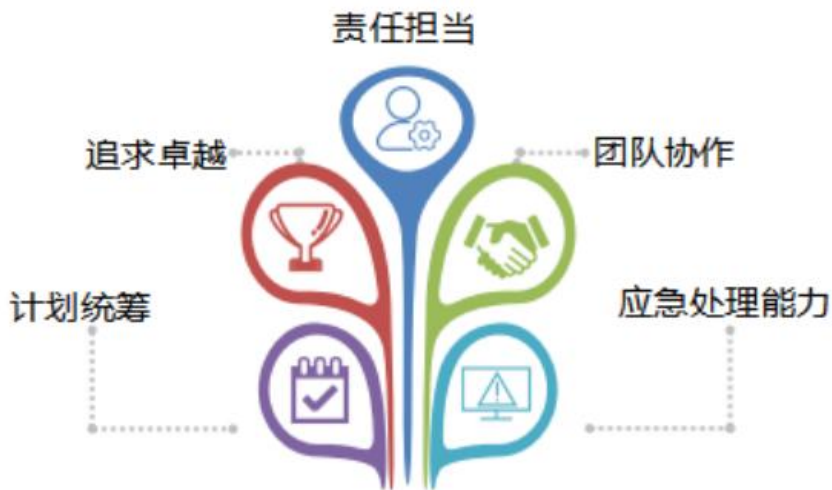 责任担当
追求卓越
团队协作
计划统筹
应急处理能力